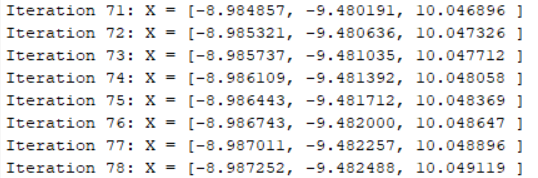 Iteration 71: X = [-8.984857, -9.480191, 10.046896 ]
Iteration 72: X = [-8.985321, -9.480636, 10.047326 ]
Iteration 73: X = [-8.985737, -9.481035, 10.047712 ]
Iteration 74: X = [-8.986109, -9.481392, 10.048058 ]
Iteration 75: X = [-8.986443, -9.481712, 10.048369 ]
Iteration 76: X = [-8.986743, -9.482000, 10.048647 ]
Iteration 77: X = [-8.987011, -9.482257, 10.048896 ]
Iteration 78: X = [-8.987252, -9.482488, 10.049119 ]